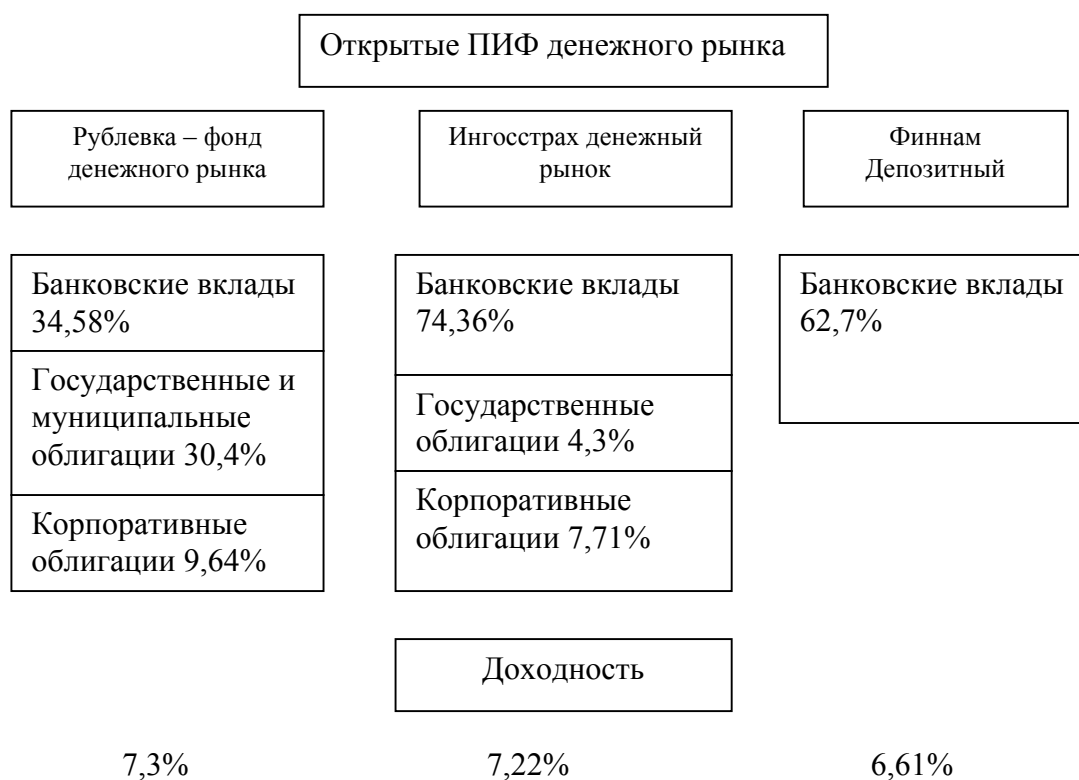 Открытые ПИФ денежного рынка
Рублевка – фонд
денежного рынка
Ингосстрах денежный
рынок
Финнам
Депозитный
Банковские вклады
34,58%
Государственные и
муниципальные
облигации 30,4%
Корпоративные
облигации 9,64%
Банковские вклады
74,36%
Государственные
облигации 4,3%
Корпоративные
облигации 7,71%
Банковские вклады
62,7%
Доходность
7,3%
7,22%
6,61%